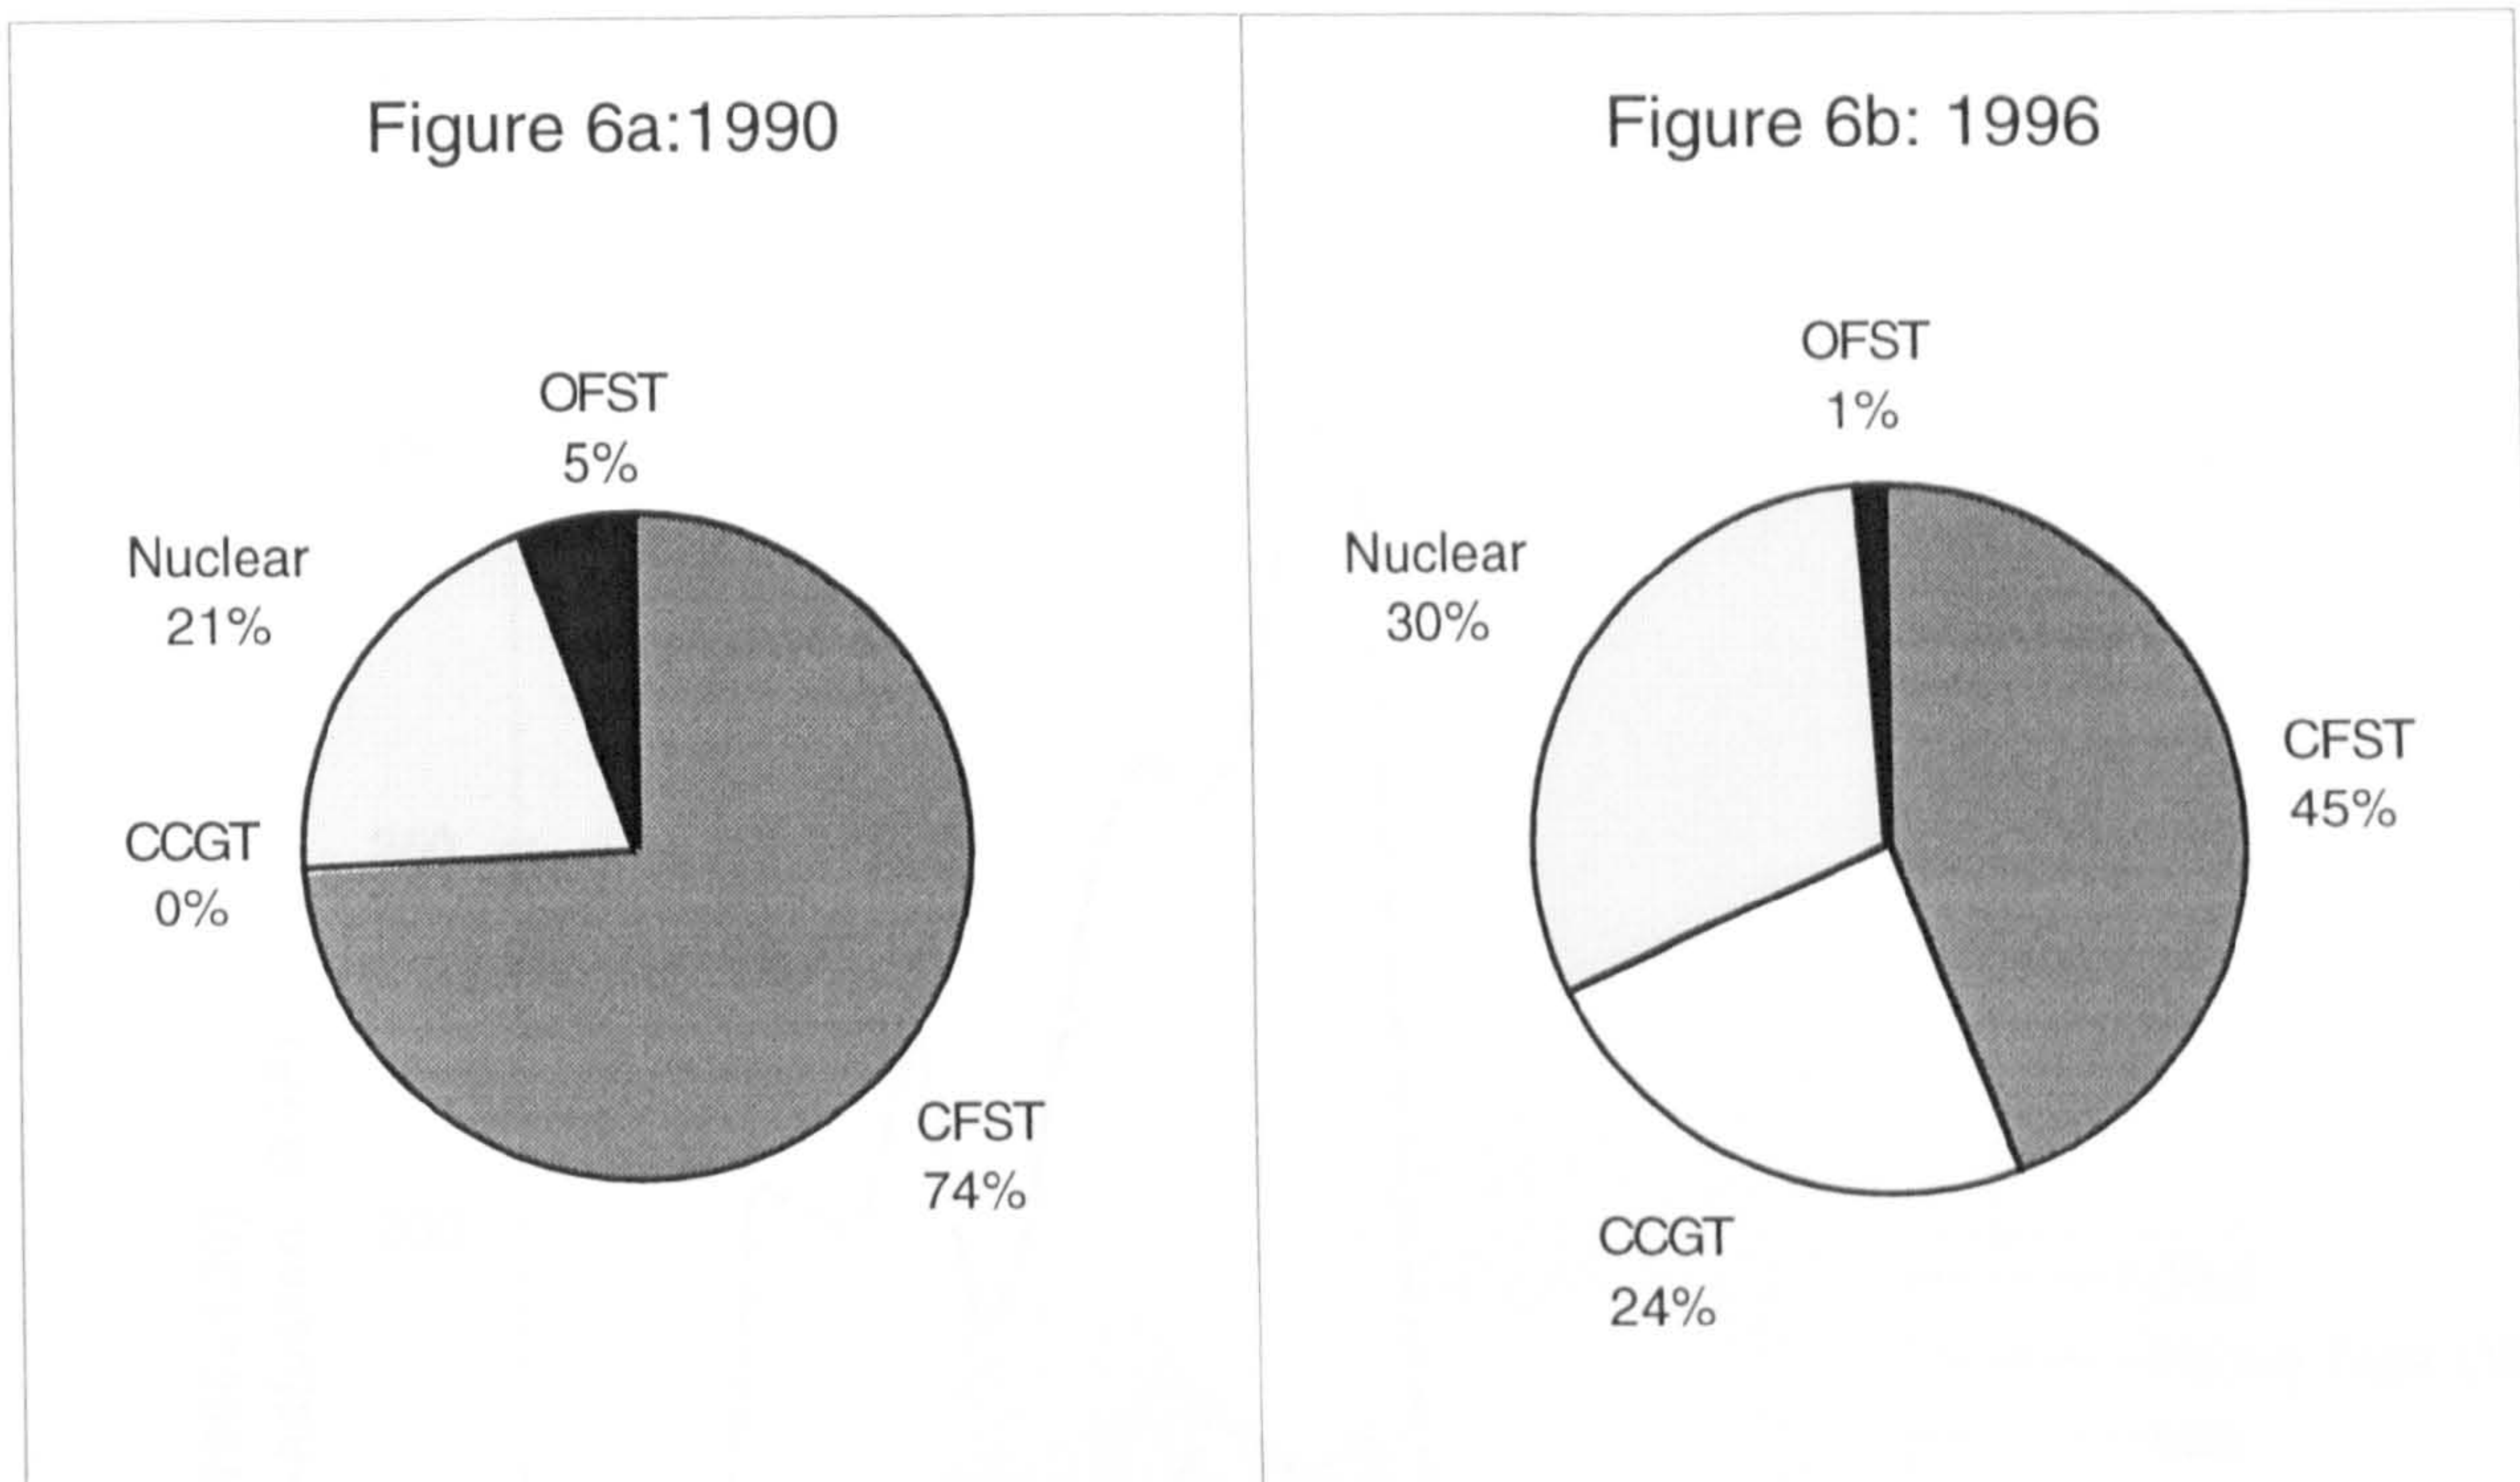 Figure 6a:1990
OFST
5%
Nuclear
21%
CCGT
0%
CFST
74%
Figure 6b: 1996
OFST
1%
Nuclear
30%
CFST
45%
CCGT
24%